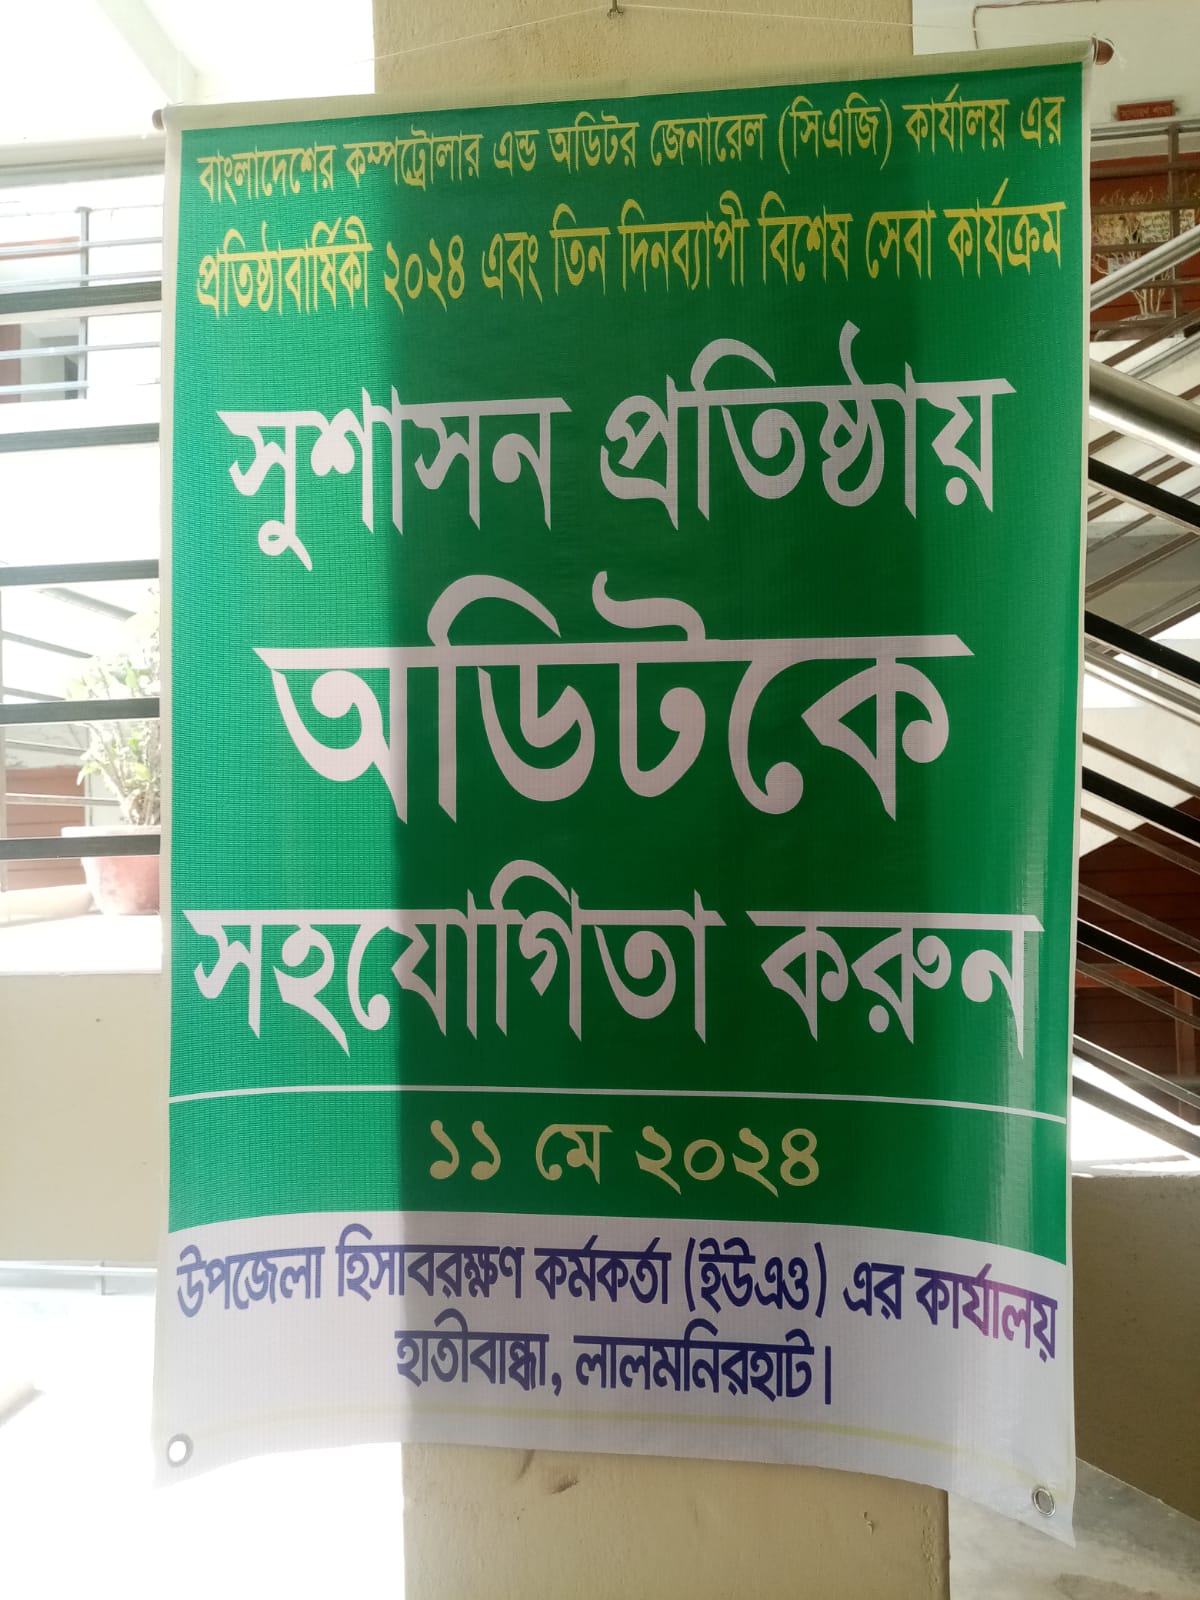 বাংলাদেশের কম্পট্রোলার এন্ড অডিটর জেনারেল (সিএজি) কার্যালয় এর
প্রতিষ্ঠাবার্ষিকী ২০২৪ এবং তিন দিনব্যাপী বিশেষ সেবা কার্যক্রম
সুশাসন প্রতিষ্ঠায়
অডিটকে
সহযোগিতা করুন
১১ মে ২০২৪
উপজেলা হিসাবরক্ষণ কর্মকর্তা (ইউএও) এর কার্যালয়
হাতীবান্ধা, লালমনিরহাট।